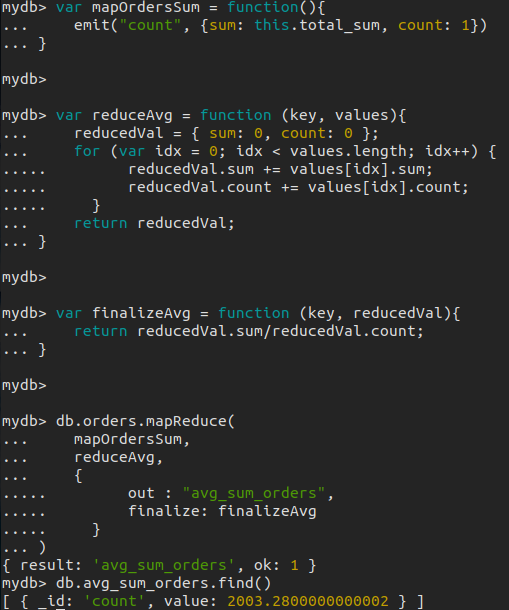 mydb> var mapOrdersSum = function(){
...      emit("count", {sum: this.total_sum, count: 1})
... }
mydb>
mydb> var reduceAvg = function (key, values){
...      reducedVal = { sum: 0, count: 0 };
...      for (var idx = 0; idx < values.length; idx++) {
.....            reducedVal.sum += values[idx].sum;
.....            reducedVal.count += values[idx].count;
.....        }
...      return reducedVal;
... }
mydb>
mydb> var finalizeAvg = function (key, reducedVal){
...      return reducedVal.sum/reducedVal.count;
... }
mydb>
mydb> db.orders.mapReduce(
...      mapOrdersSum,
...      reduceAvg,
...      {
.....            out : "avg_sum_orders",
.....            finalize: finalizeAvg
.....        }
... )
{ result: 'avg_sum_orders', ok: 1 }
mydb> db.avg_sum_orders.find()
[ { _id: 'count', value: 2003.2800000000002 } ]